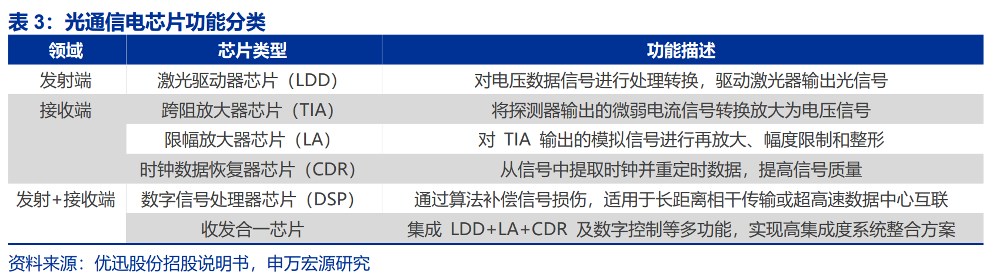 表 3：光通信电芯片功能分类
领域 芯片类型 功能描述
发射端 激光驱动器芯片（LDD） 对电压数据信号进行处理转换，驱动激光器输出光信号
接收端 跨阻放大器芯片（TIA） 将探测器输出的微弱电流信号转换放大为电压信号
限幅放大器芯片（LA） 对 TIA 输出的模拟信号进行再放大、幅度限制和整形
时钟数据恢复器芯片（CDR） 从信号中提取时钟并重定时数据，提高信号质量
发射+接收端 数字信号处理器芯片（DSP） 通过算法补偿信号损伤，适用于长距离相干传输或超高速数据中心互联
收发合一芯片 集成 LDD+LA+CDR 及数字控制等多功能，实现高集成度系统整合方案
资料来源：优迅股份招股说明书，申万宏源研究